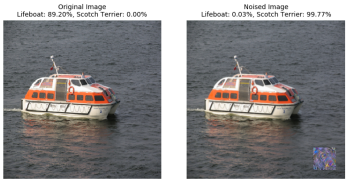 Original Image
Lifeboat: 89.20%, Scotch Terrier: 0.00%
Noised Image
Lifeboat: 0.03%, Scotch Terrier: 99.77%